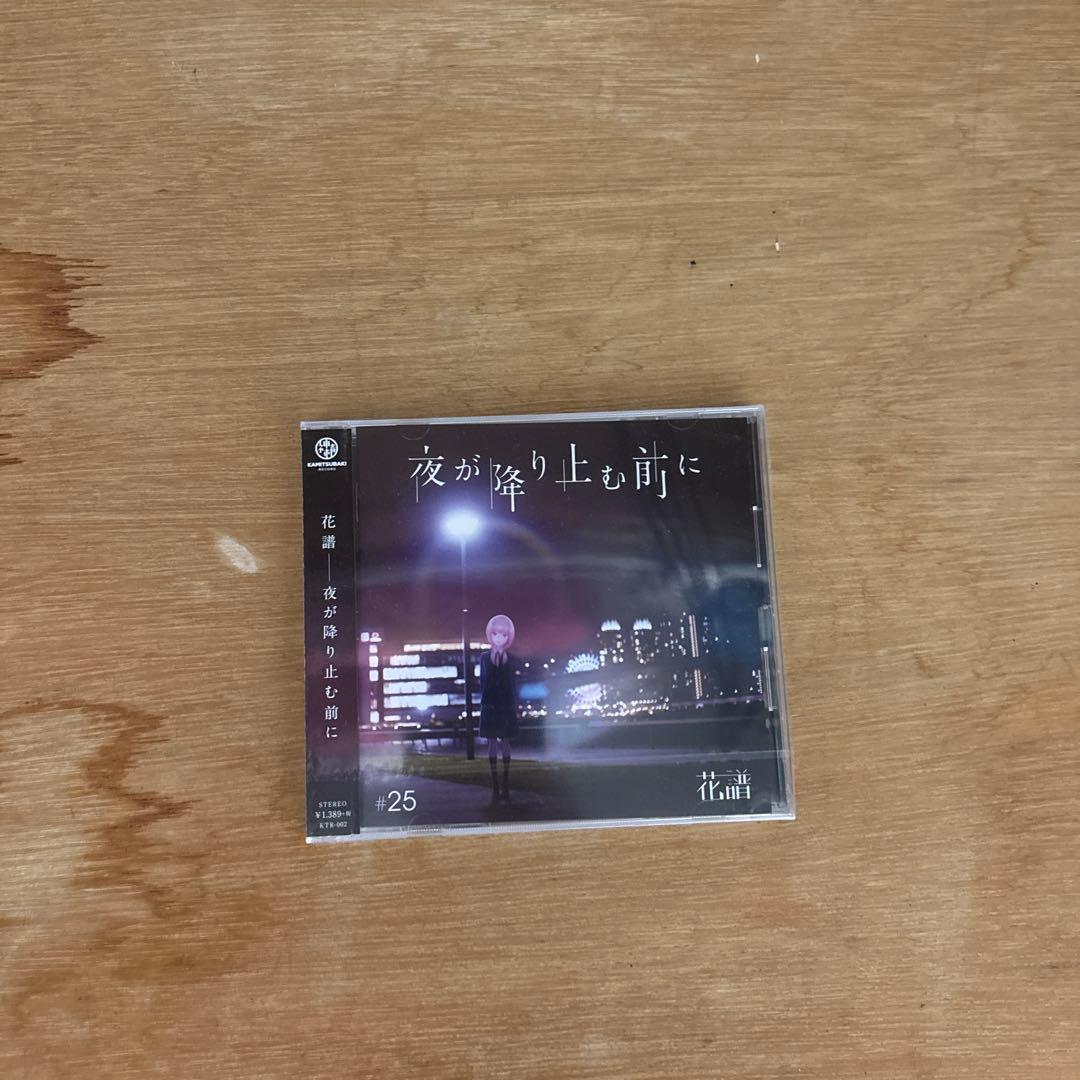 KAMITSUBAKI
RECORD
花譜──夜が降り止む前に
STEREO
¥1,389+税
KTR-002
夜が降り止む前に
#25
花譜